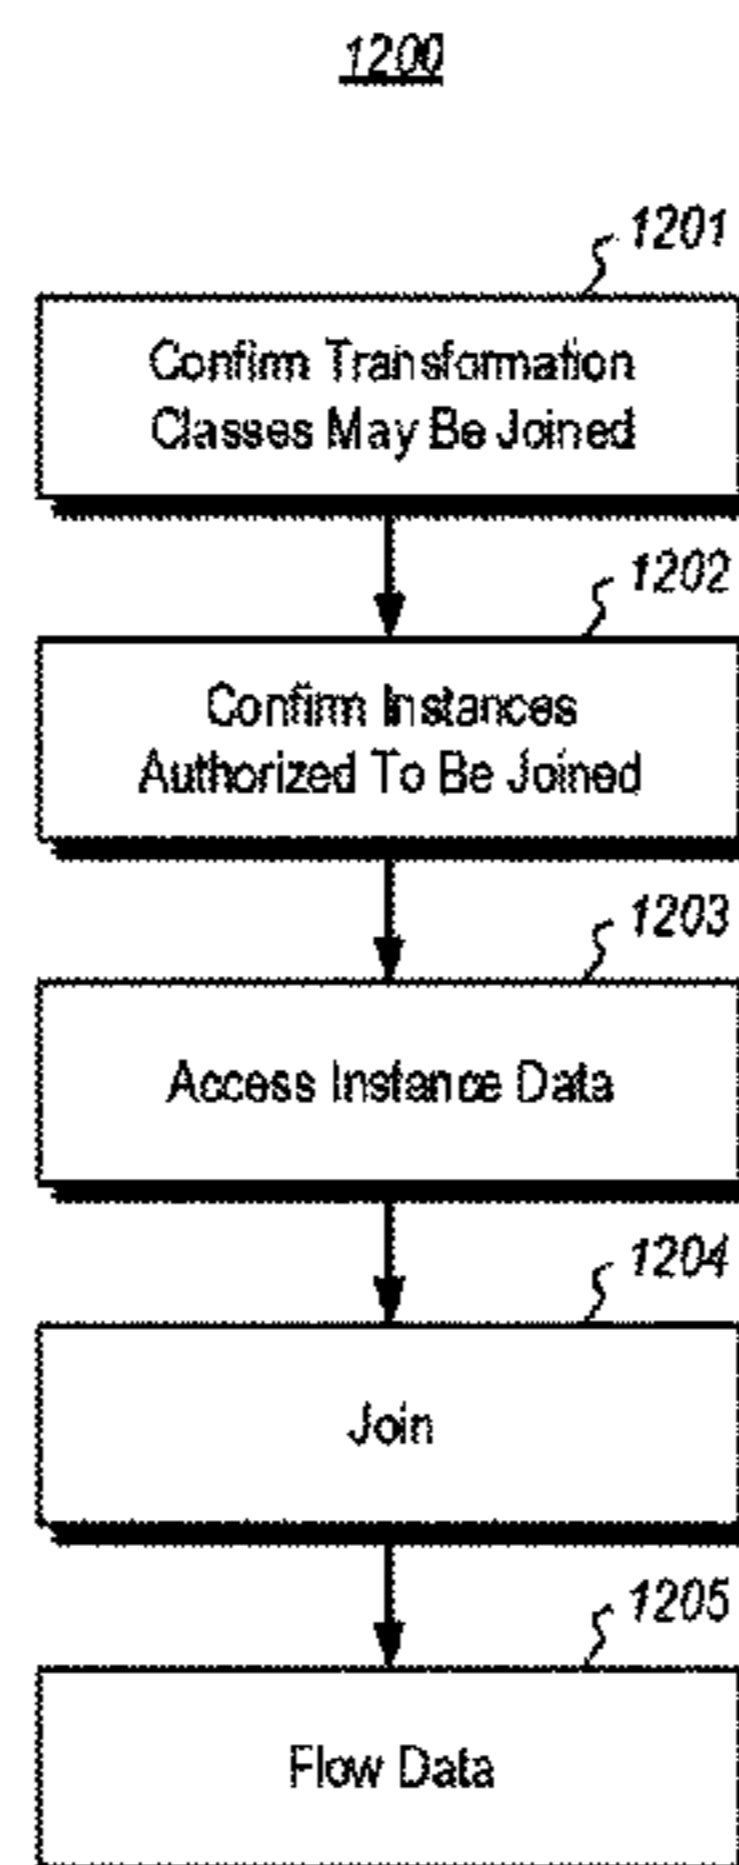 1200
1201
Confirm Transformation
Classes May Be Joined
1202
Confirm Instances
Authorized To Be Joined
1203
Access Instance Data
1204
Join
1205
Flow Data